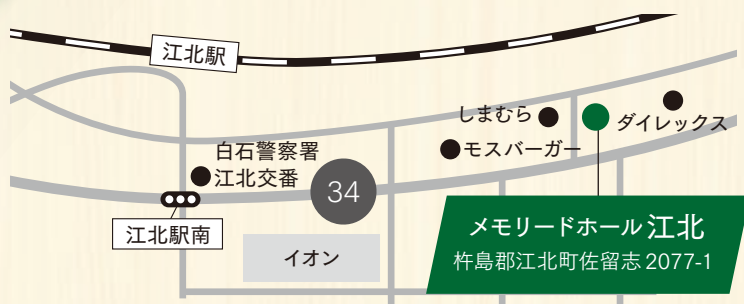 江北駅
しまむら
ダイレックス
モスバーガー
白石警察署
江北交番
34
江北駅南
イオン
メモリードホール 江北
杵島郡江北町佐留志 2077-1